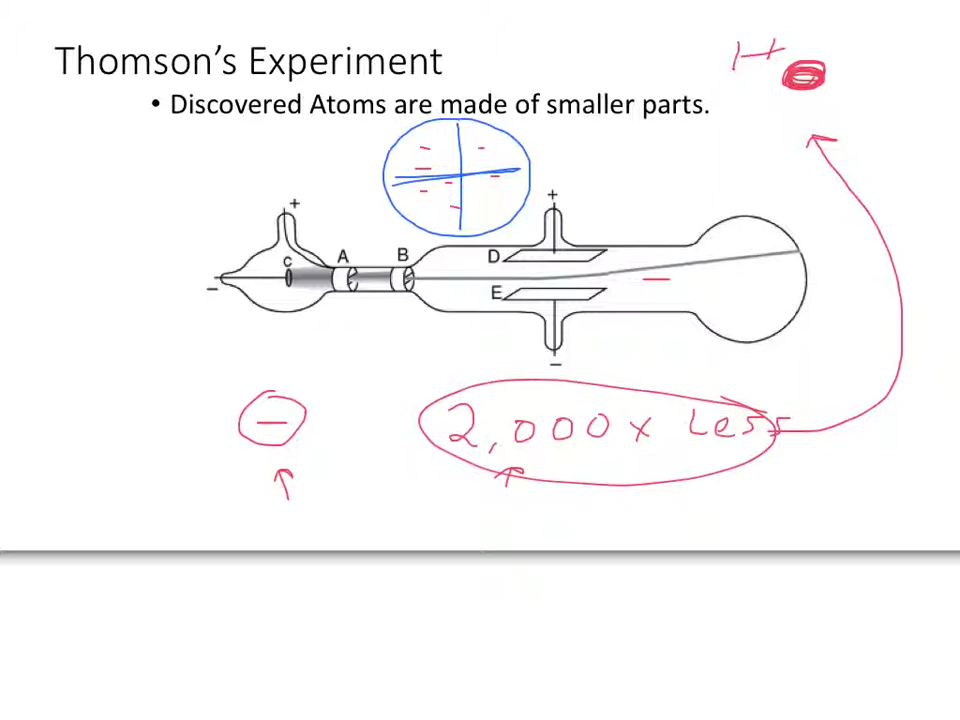 Thomson's Experiment
H
• Discovered Atoms are made of smaller parts.
+
+
C
A
B
D
E
−
−
−
−
2,000 x Less